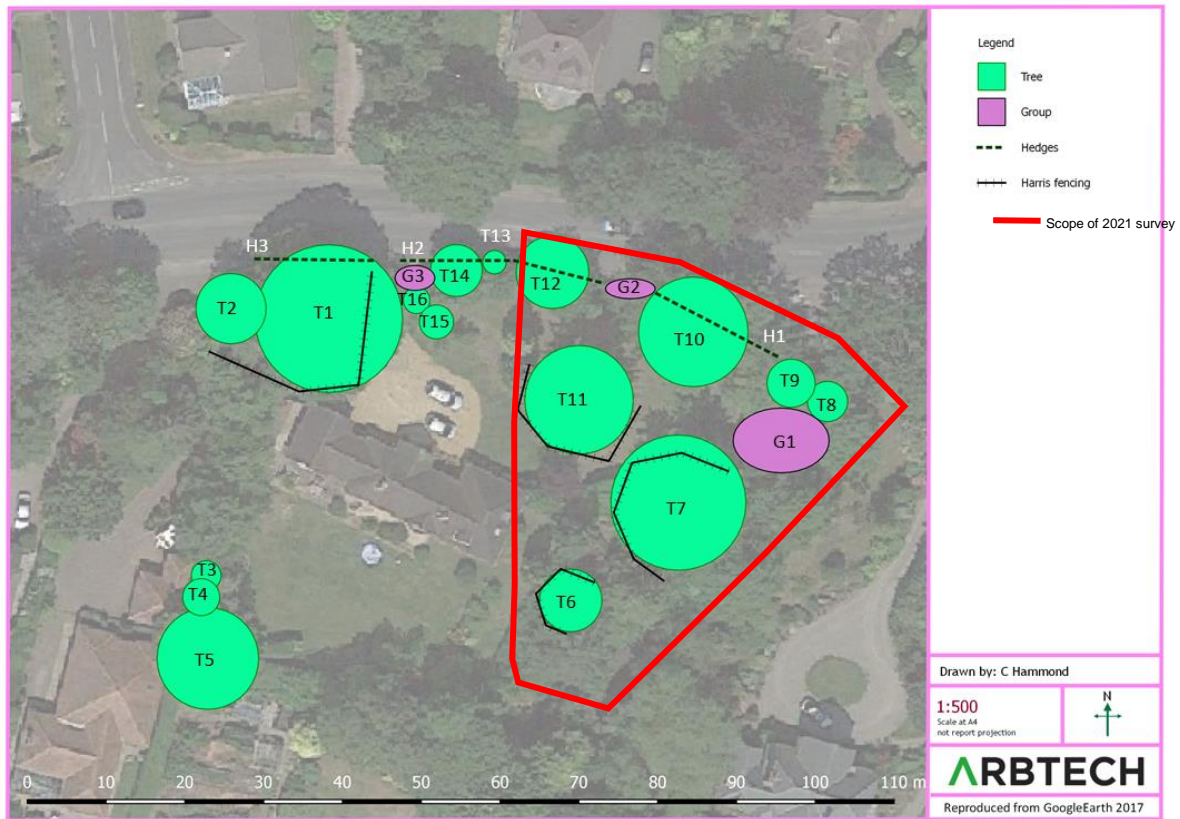 Legend
Tree
Group
Hedges
Harris fencing
Scope of 2021 survey
H3
H2
T13
G3
T14
T12
G2
T2
T1
T16
T15
T10
H1
T9
T8
T11
G1
T7
T3
T4
T6
T5
Drawn by: C Hammond
1:500
Scale at A4
not report projection
N
0 10 20 30 40 50 60 70 80 90 100 110 m
ARBTECH
Reproduced from GoogleEarth 2017